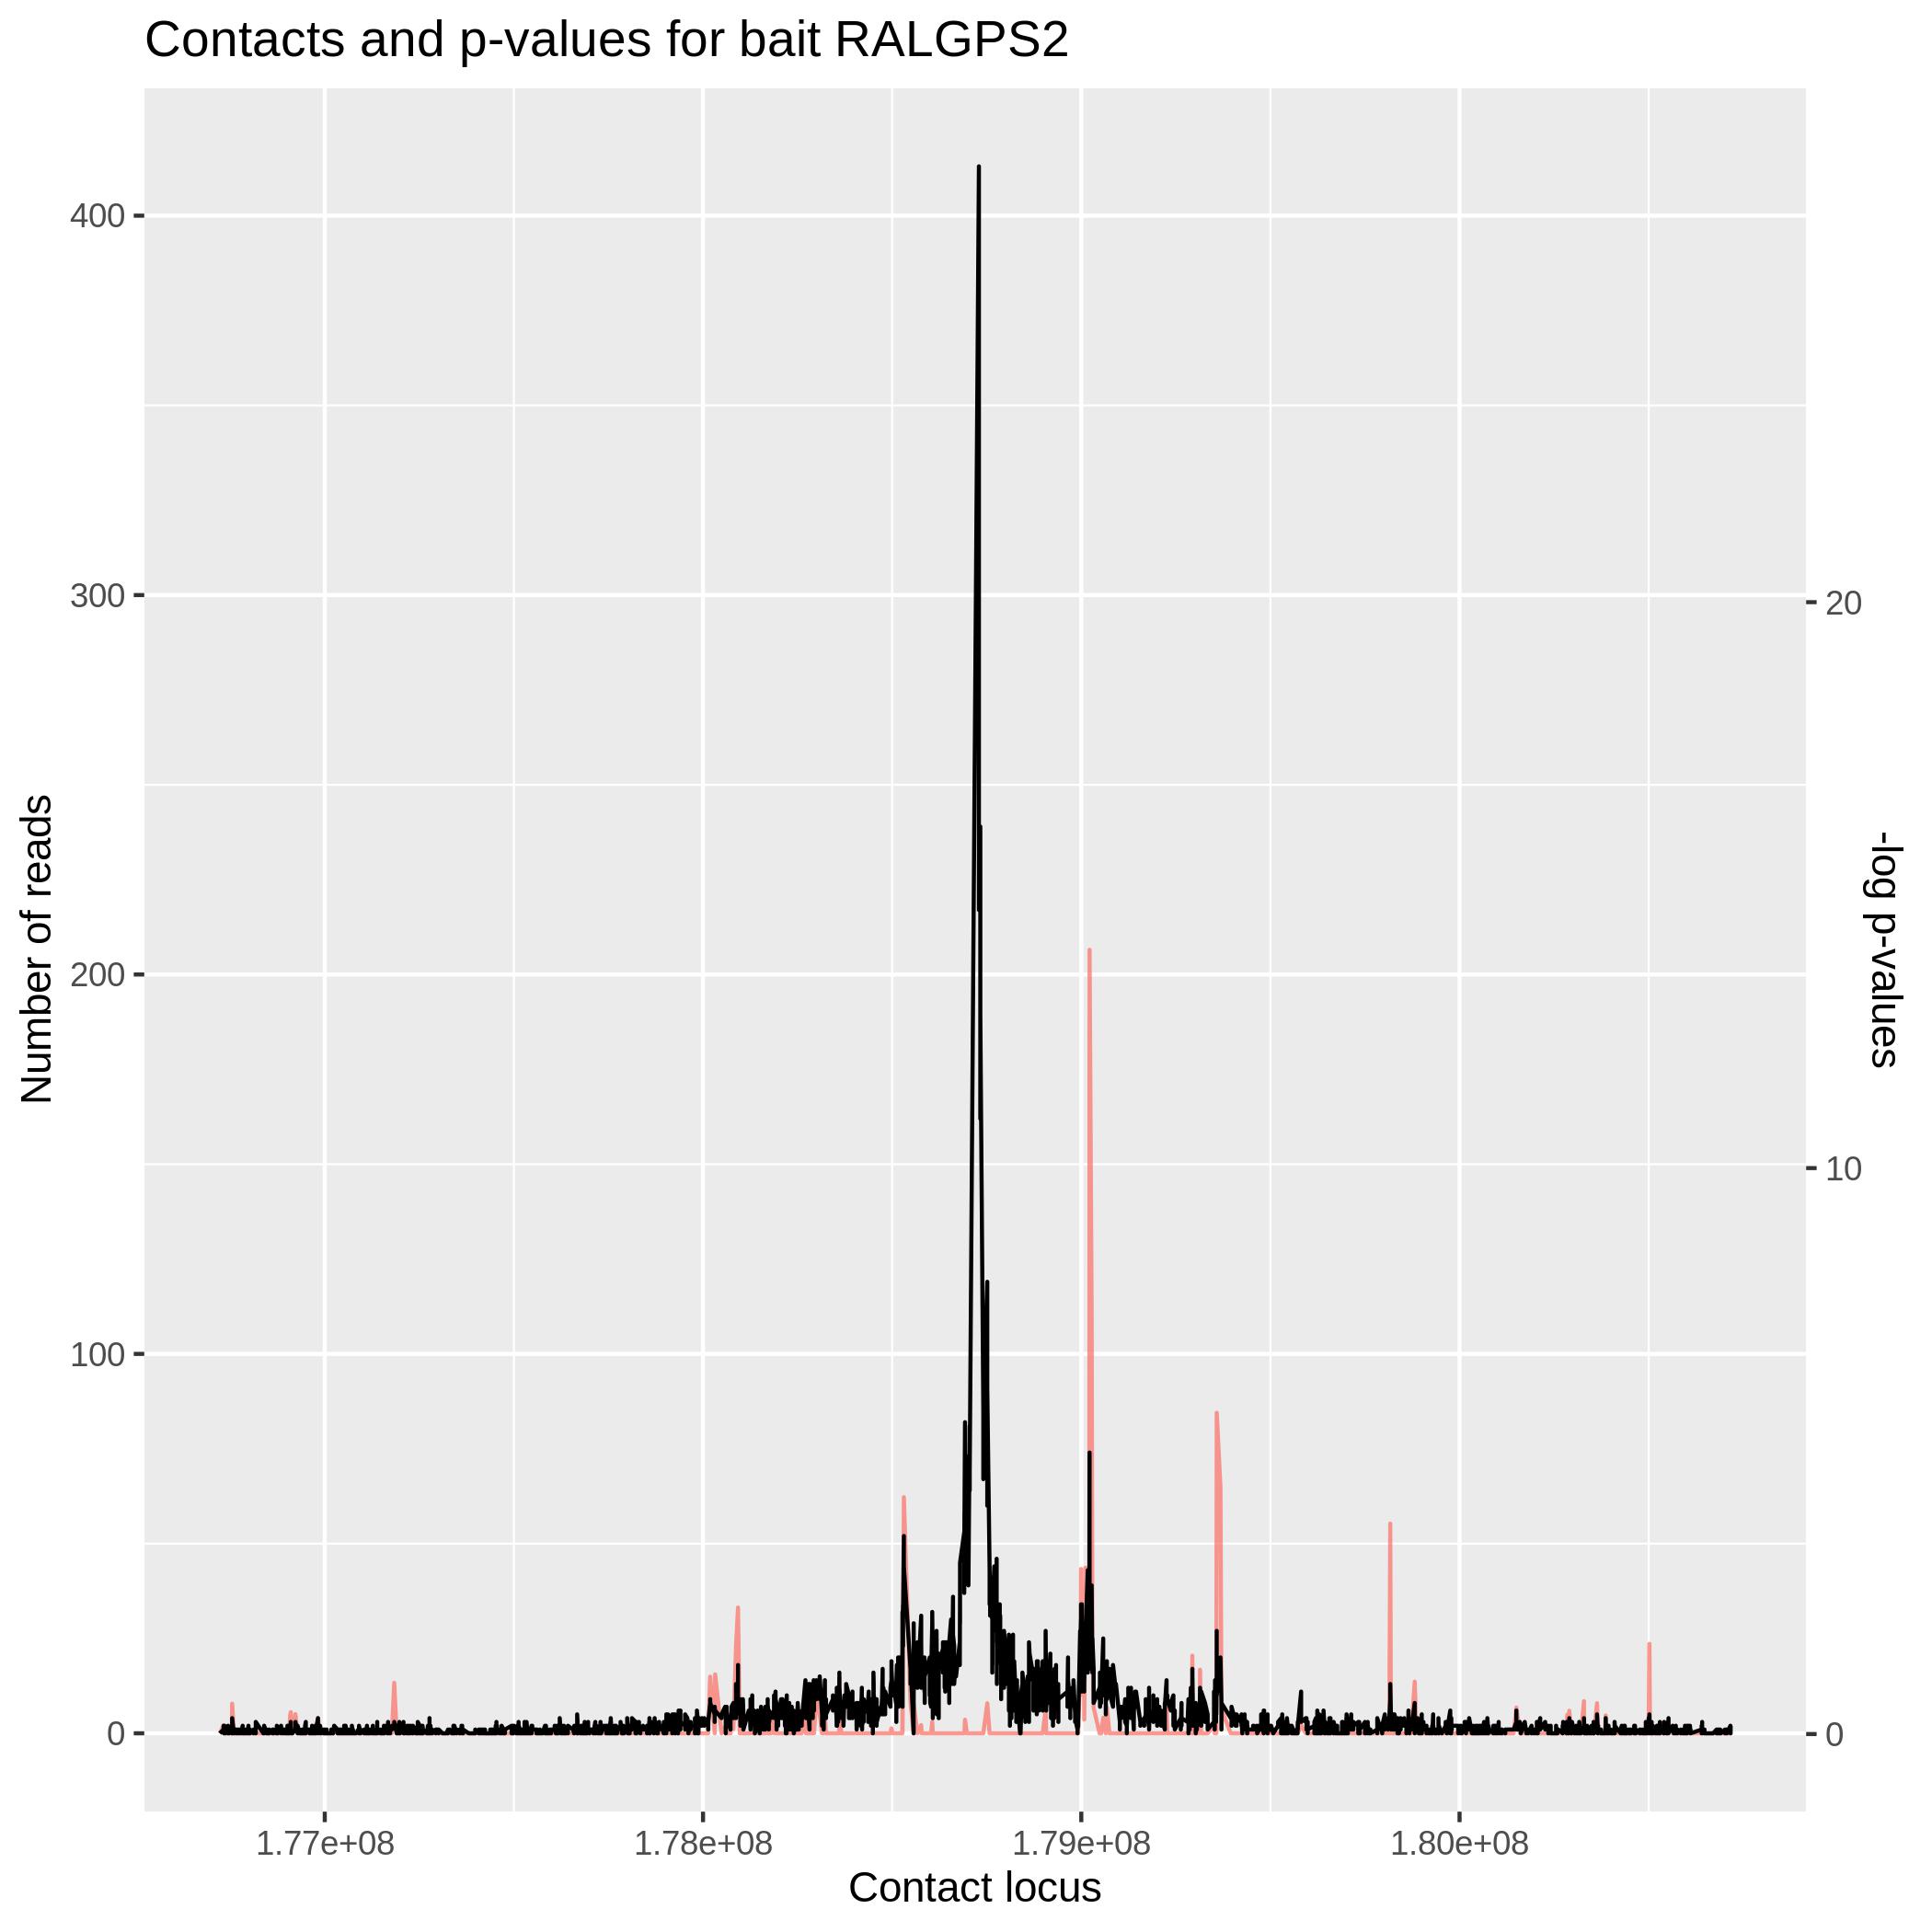 Contacts and p-values for bait RALGPS2
400
300
200
100
0
Number of reads
20
10
0
-log p-values
1.77e+08
1.78e+08
1.79e+08
1.80e+08
Contact locus